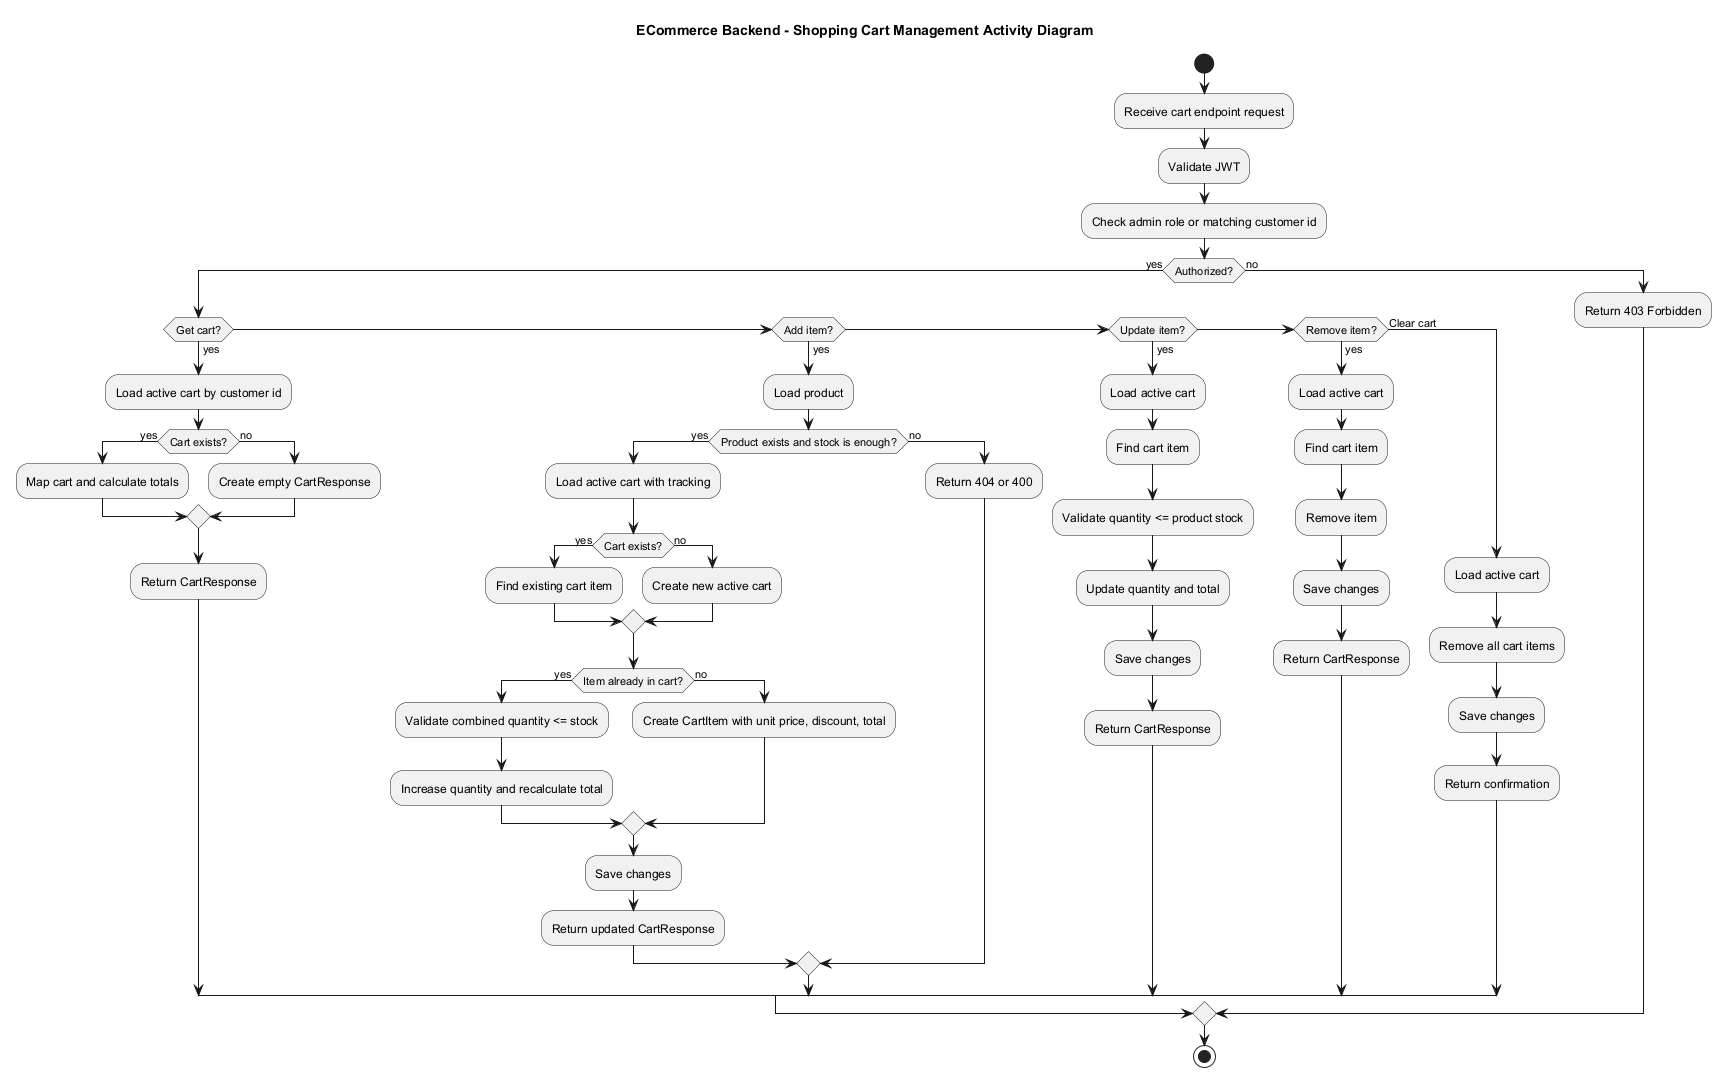 ECommerce Backend - Shopping Cart Management Activity Diagram
Receive cart endpoint request
Validate JWT
Check admin role or matching customer id
yes
Authorized?
no
Return 403 Forbidden
Get cart?
yes
Load active cart by customer id
yes
Cart exists?
no
Map cart and calculate totals
Create empty CartResponse
Return CartResponse
Add item?
yes
Load product
yes
Product exists and stock is enough?
no
Load active cart with tracking
Return 404 or 400
yes
Cart exists?
no
Find existing cart item
Create new active cart
yes
Item already in cart?
no
Validate combined quantity <= stock
Create CartItem with unit price, discount, total
Increase quantity and recalculate total
Save changes
Return updated CartResponse
Update item?
yes
Load active cart
Find cart item
Validate quantity <= product stock
Update quantity and total
Save changes
Return CartResponse
Remove item?
Clear cart
yes
Load active cart
Find cart item
Remove item
Save changes
Return CartResponse
Load active cart
Remove all cart items
Save changes
Return confirmation